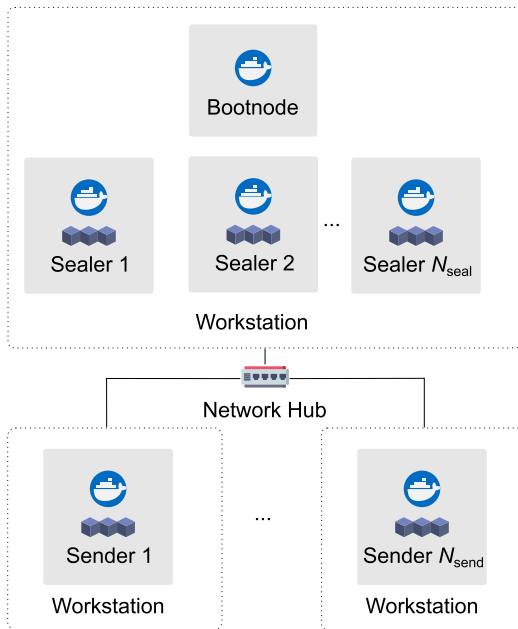 Bootnode
Sealer 1
Sealer 2
...
Sealer Nseal
Workstation
Network Hub
Sender 1
...
Sender Nsend
Workstation
Workstation